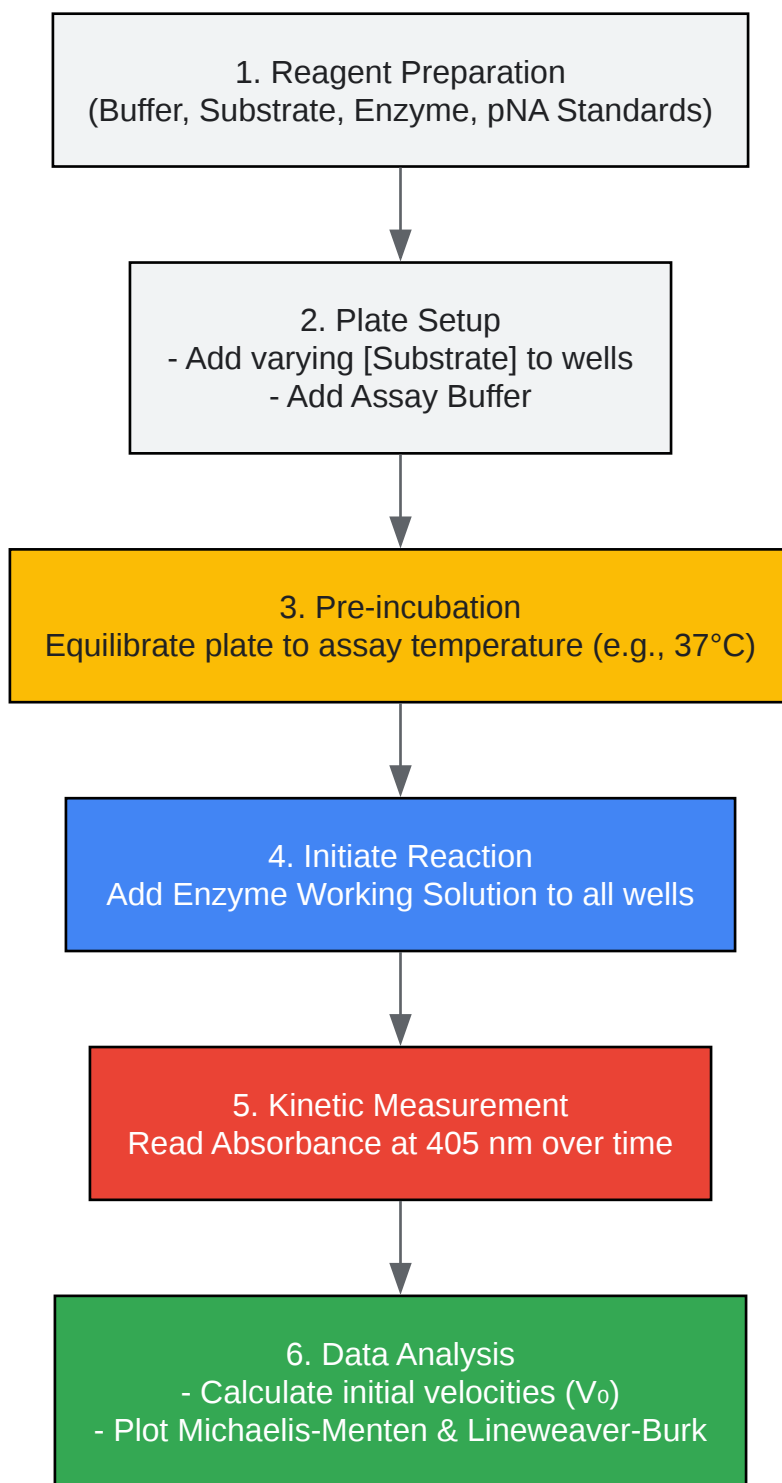 1. Reagent Preparation
(Buffer, Substrate, Enzyme, pNA Standards)
2. Plate Setup
- Add varying [Substrate] to wells
- Add Assay Buffer
3. Pre-incubation
Equilibrate plate to assay temperature (e.g., 37°C)
4. Initiate Reaction
Add Enzyme Working Solution to all wells
5. Kinetic Measurement
Read Absorbance at 405 nm over time
6. Data Analysis
- Calculate initial velocities (V₀)
- Plot Michaelis-Menten & Lineweaver-Burk